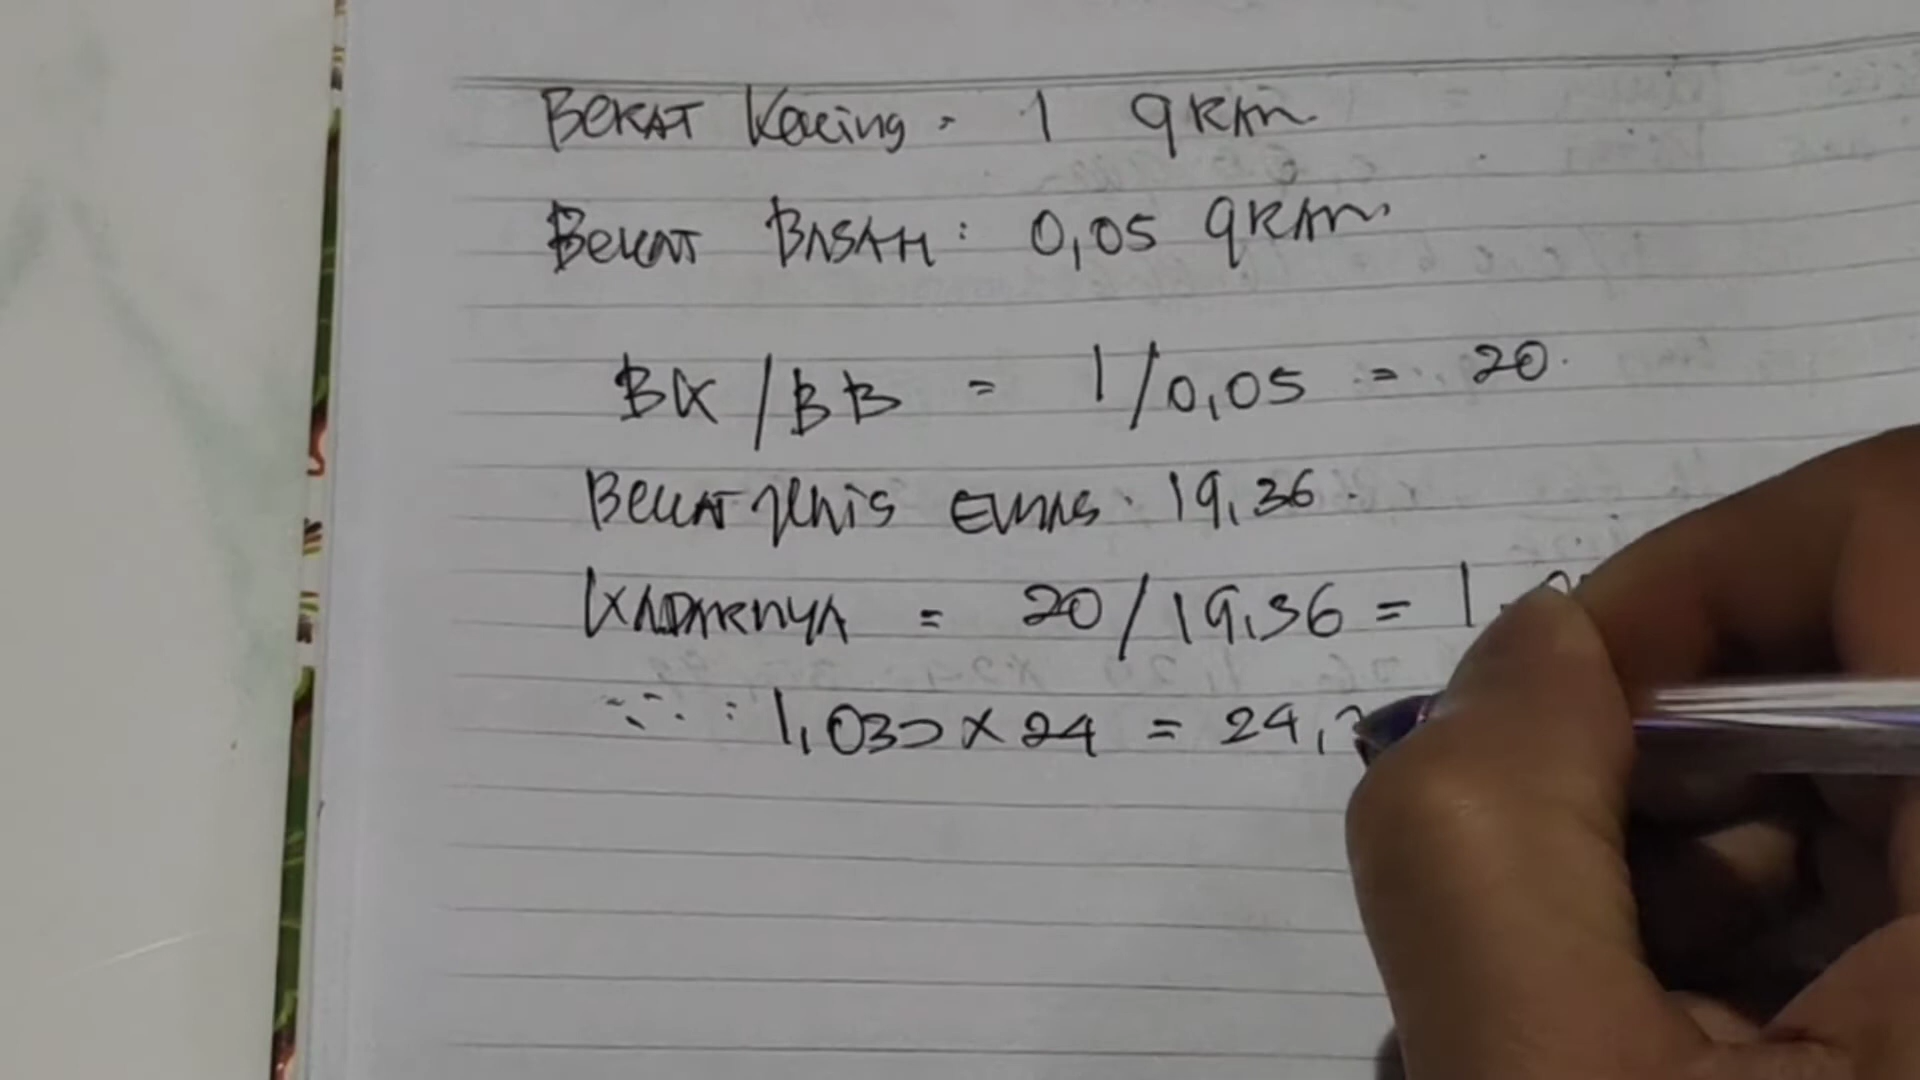 BERAT Kering = 1 gram
BERAT BASAH : 0,05 gram
BK / BB = 1 / 0,05 = 20
BERAT Jenis EMAS . 19,36
KADARNYA = 20 / 19,36 = 1
= 1,033 x 24 = 24,